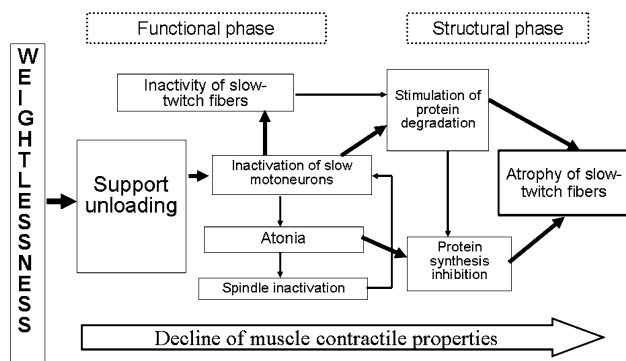 Functional phase
Structural phase
WEIGHTLESSNESS
Inactivity of slow-
twitch fibers
Stimulation of
protein
degradation
Support
unloading
Inactivation of slow
motoneurons
Atrophy of slow-
twitch fibers
Atonia
Protein
synthesis
inhibition
Spindle inactivation
Decline of muscle contractile properties